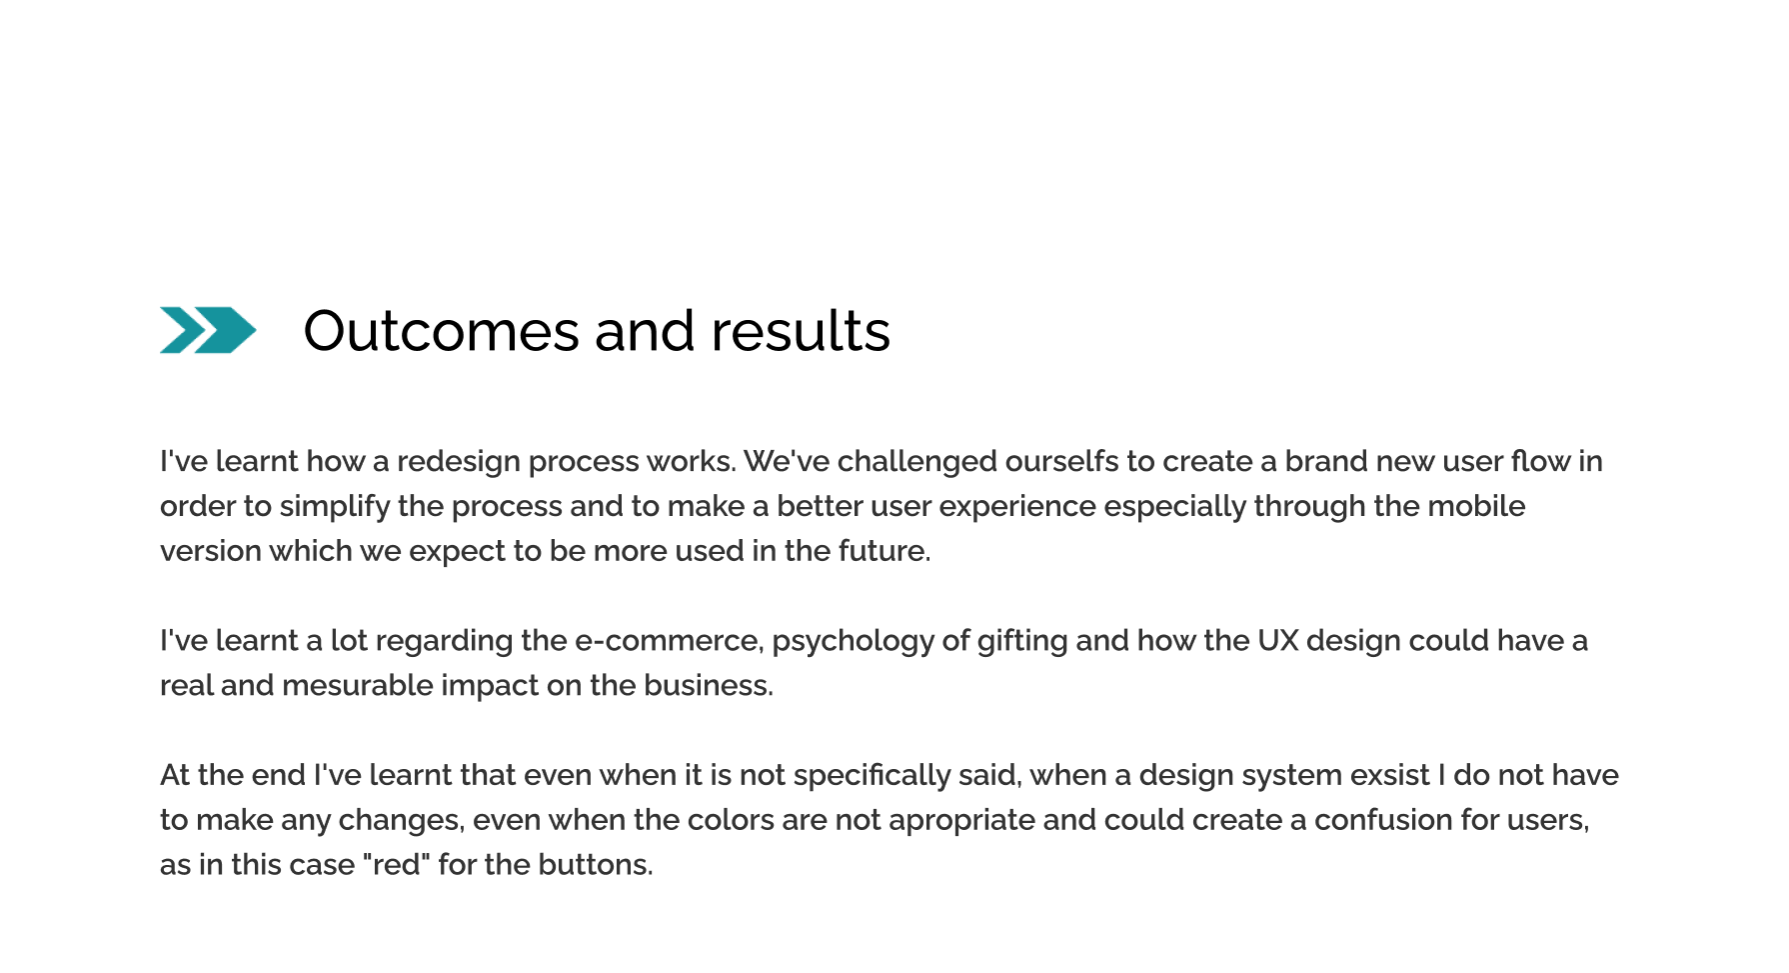 Outcomes and results
I've learnt how a redesign process works. We've challenged ourselfs to create a brand new user flow in
order to simplify the process and to make a better user experience especially through the mobile
version which we expect to be more used in the future.
I've learnt a lot regarding the e-commerce, psychology of gifting and how the UX design could have a
real and mesurable impact on the business.
At the end I've learnt that even when it is not specifically said, when a design system exsist I do not have
to make any changes, even when the colors are not apropriate and could create a confusion for users,
as in this case "red" for the buttons.